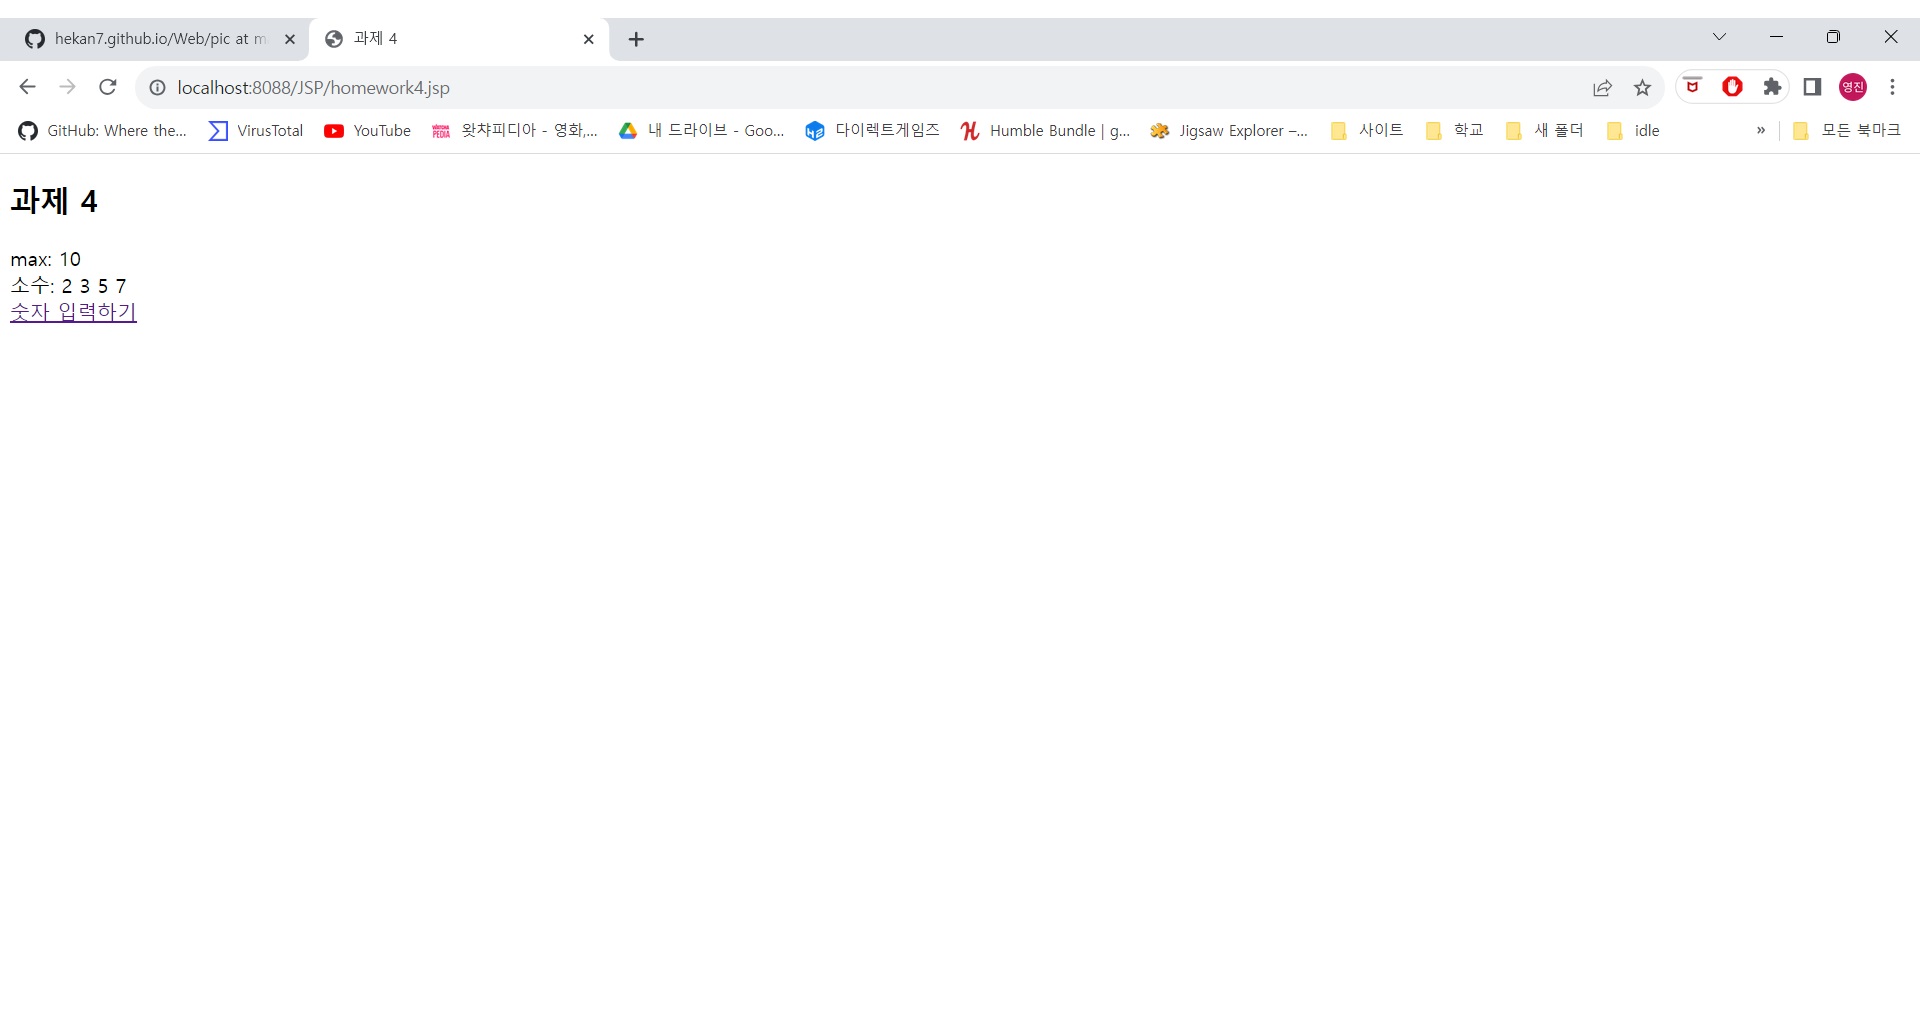 hekan7.github.io/Web/pic at m
과제 4
localhost:8088/JSP/homework4.jsp
영진
GitHub: Where the... VirusTotal YouTube WATCHA PEDIA 왓챠피디아 - 영화,... 내 드라이브 - Goo... 다이렉트게임즈 Humble Bundle | g... Jigsaw Explorer –... 사이트 학교 새 폴더 idle » 모든 북마크
과제 4
max: 10
소수: 2 3 5 7
숫자 입력하기